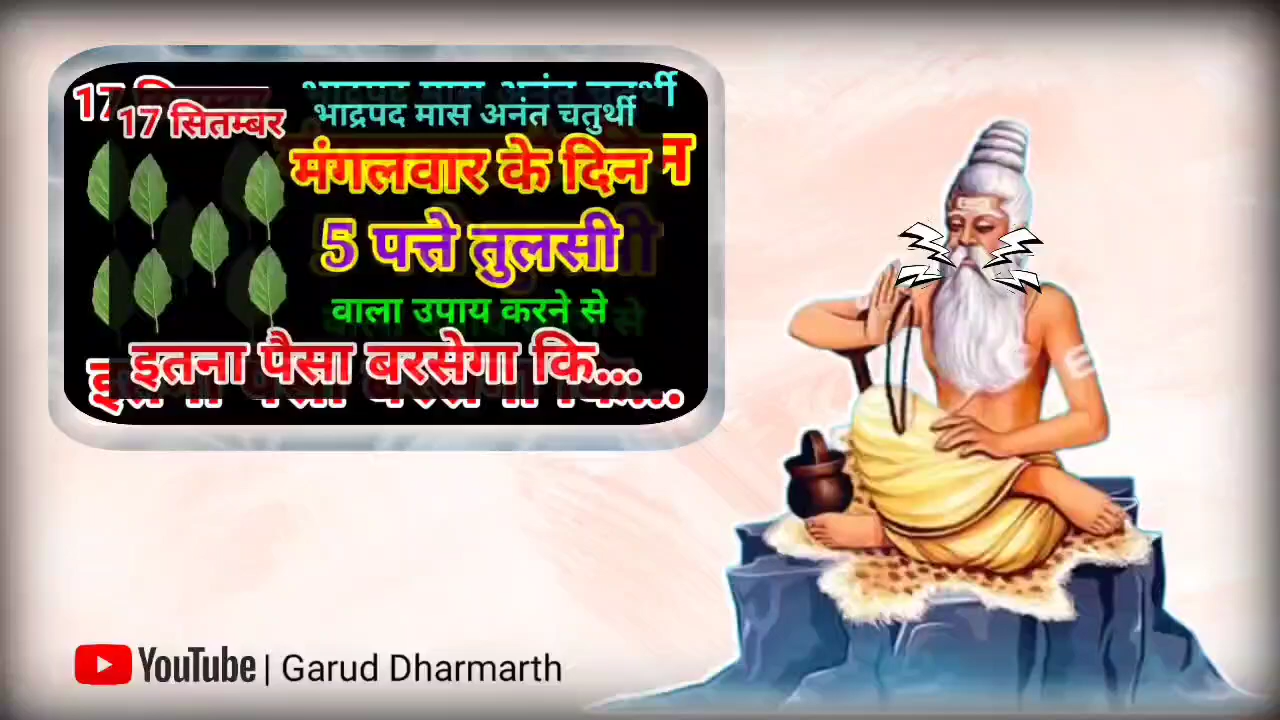 17 सितम्बर
भाद्रपद मास अनंत चतुर्थी
मंगलवार के दिन
5 पत्ते तुलसी
वाला उपाय करने से
इतना पैसा बरसेगा कि...
YouTube | Garud Dharmarth